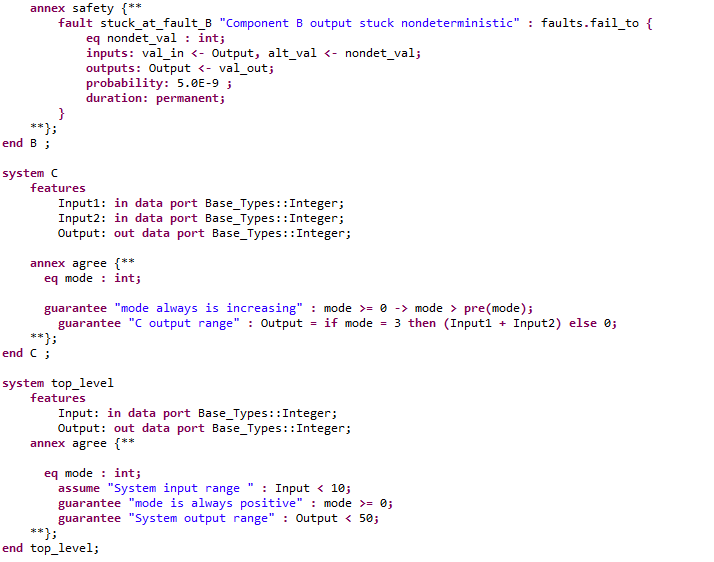 annex safety {**
fault stuck_at_fault_B "Component B output stuck nondeterministic" : faults.fail_to {
eq nondet_val : int;
inputs: val_in <- Output, alt_val <- nondet_val;
outputs: Output <- val_out;
probability: 5.0E-9 ;
duration: permanent;
}
**};
end B ;
system C
features
Input1: in data port Base_Types::Integer;
Input2: in data port Base_Types::Integer;
Output: out data port Base_Types::Integer;
annex agree {**
eq mode : int;
guarantee "mode always is increasing" : mode >= 0 -> mode > pre(mode);
guarantee "C output range" : Output = if mode = 3 then (Input1 + Input2) else 0;
**};
end C ;
system top_level
features
Input: in data port Base_Types::Integer;
Output: out data port Base_Types::Integer;
annex agree {**
eq mode : int;
assume "System input range " : Input < 10;
guarantee "mode is always positive" : mode >= 0;
guarantee "System output range" : Output < 50;
**};
end top_level;